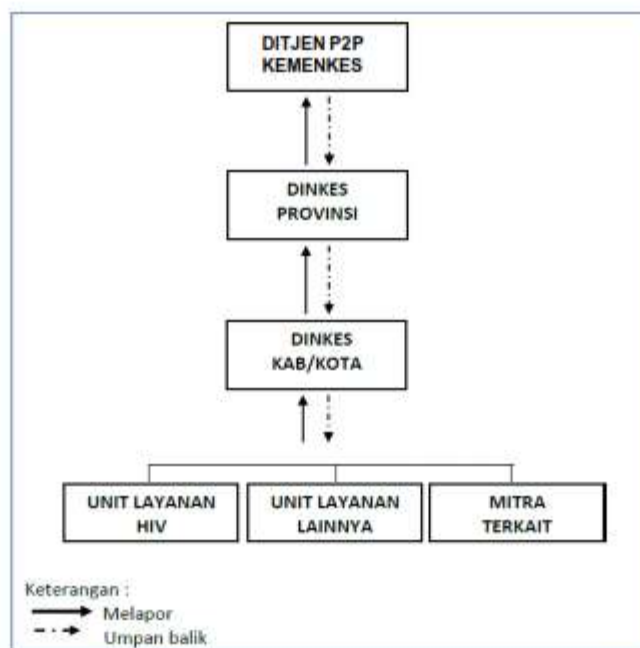 DITJEN P2P
KEMENKES
DINKES
PROVINSI
DINKES
KAB/KOTA
UNIT LAYANAN
HIV
UNIT LAYANAN
LAINNYA
MITRA
TERKAIT
Keterangan :
Melapor
Umpan balik